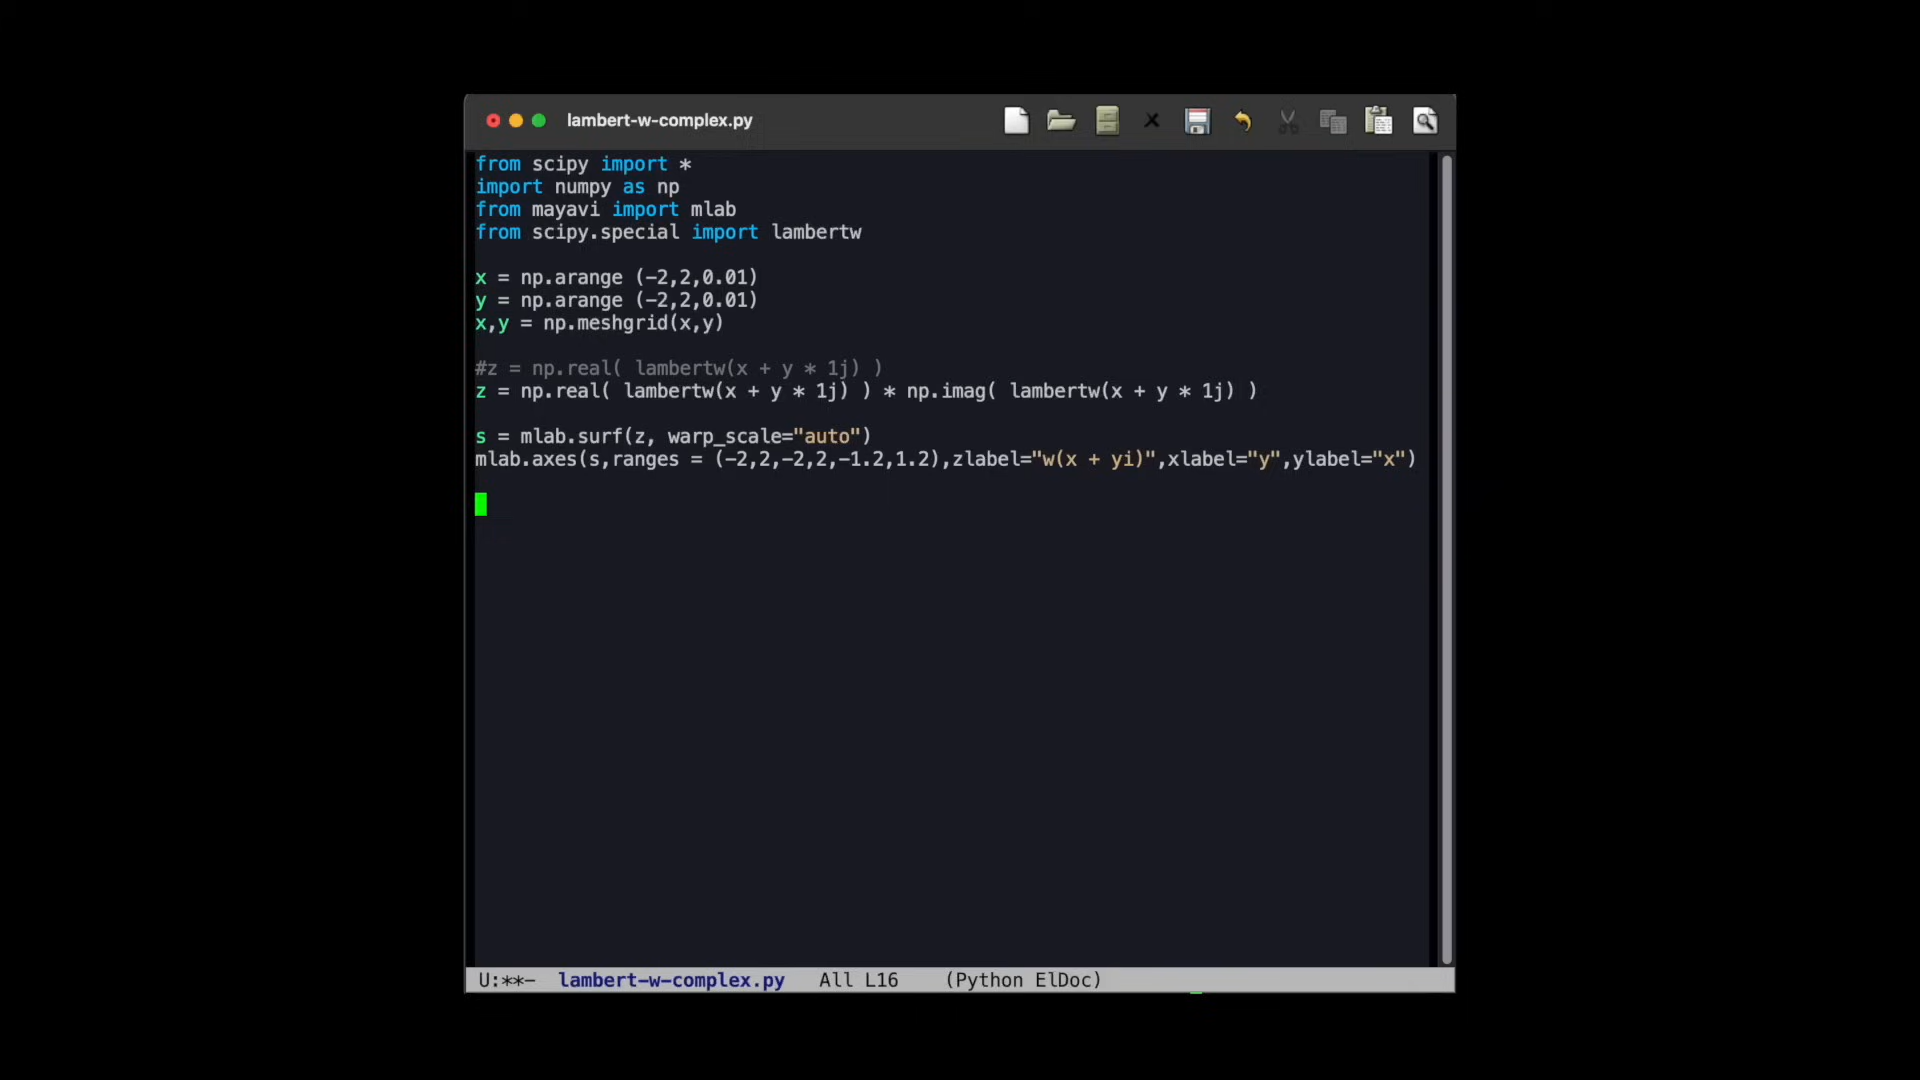 lambert-w-complex.py
from scipy import *
import numpy as np
from mayavi import mlab
from scipy.special import lambertw
x = np.arange (-2,2,0.01)
y = np.arange (-2,2,0.01)
x,y = np.meshgrid(x,y)
#z = np.real( lambertw(x + y * 1j) )
z = np.real( lambertw(x + y * 1j) ) * np.imag( lambertw(x + y * 1j) )
s = mlab.surf(z, warp_scale="auto")
mlab.axes(s,ranges = (-2,2,-2,2,-1.2,1.2),zlabel="w(x + yi)",xlabel="y",ylabel="x")
U:**- lambert-w-complex.py All L16 (Python ElDoc)